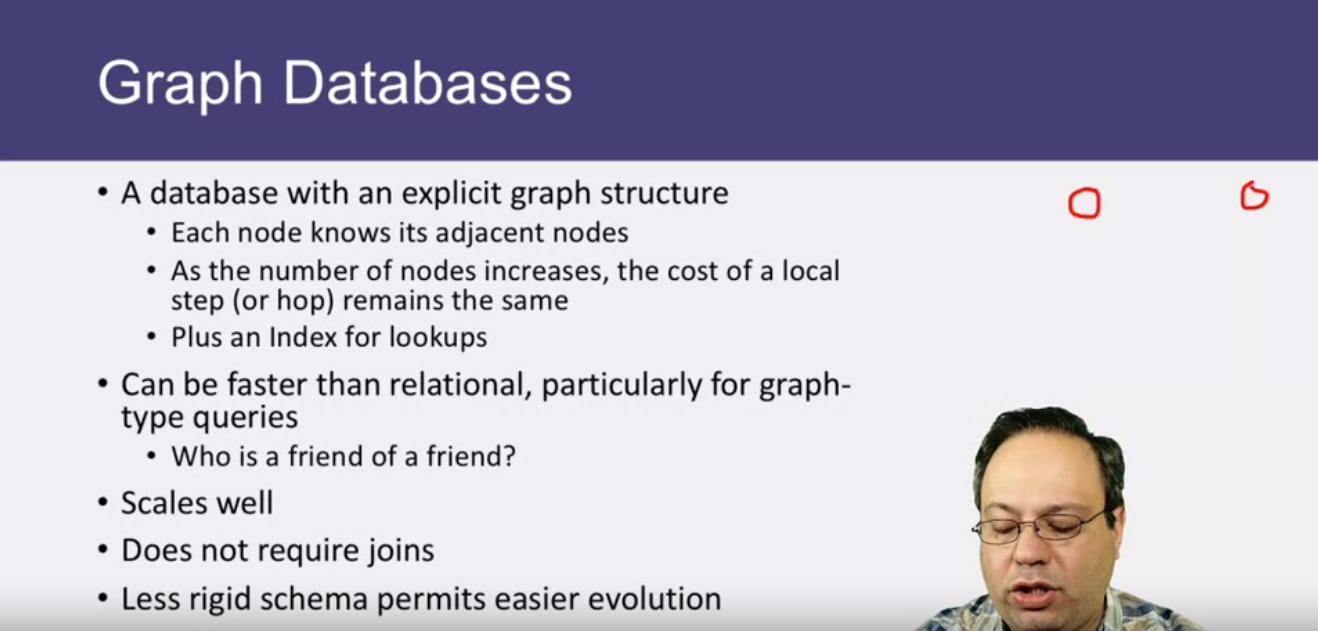 Graph Databases
• A database with an explicit graph structure
• Each node knows its adjacent nodes
• As the number of nodes increases, the cost of a local
step (or hop) remains the same
• Plus an Index for lookups
• Can be faster than relational, particularly for graph-
type queries
• Who is a friend of a friend?
• Scales well
• Does not require joins
• Less rigid schema permits easier evolution